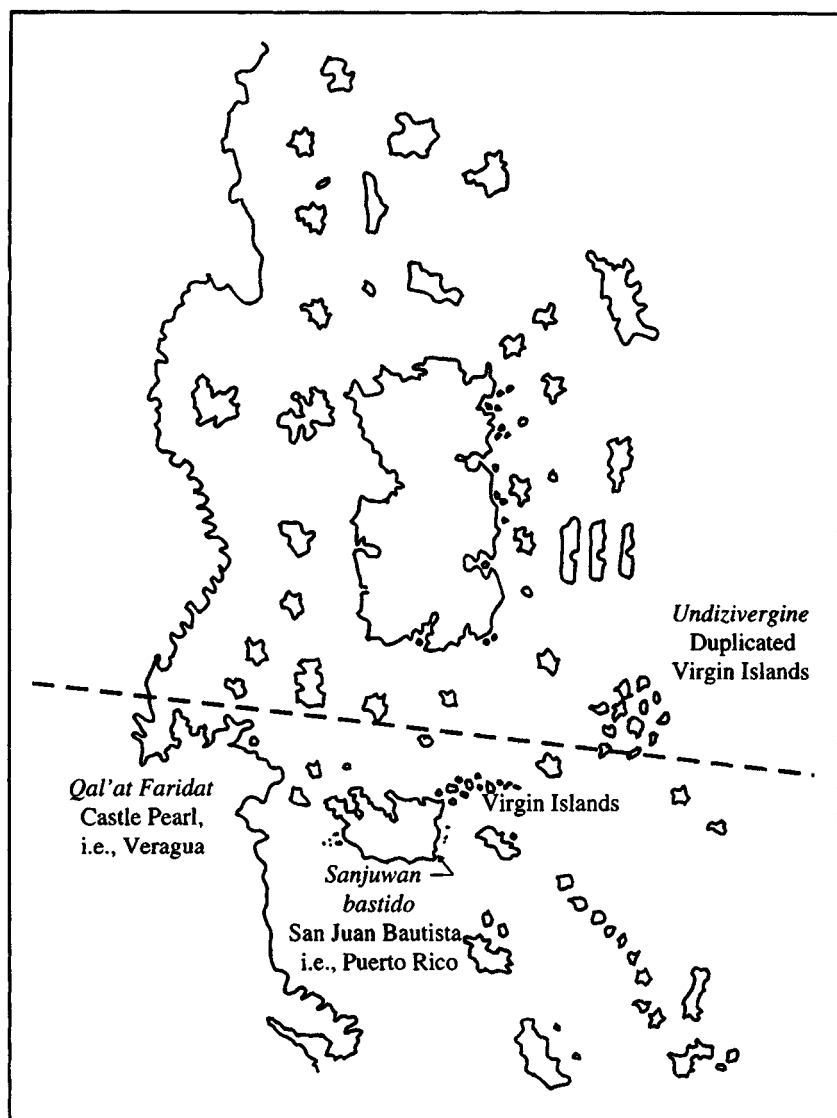 Undizivergine
Duplicated
Virgin Islands
Qal'at Faridat
Castle Pearl,
i.e., Veragua
Virgin Islands
Sanjuwan
bastido
San Juan Bautista
i.e., Puerto Rico